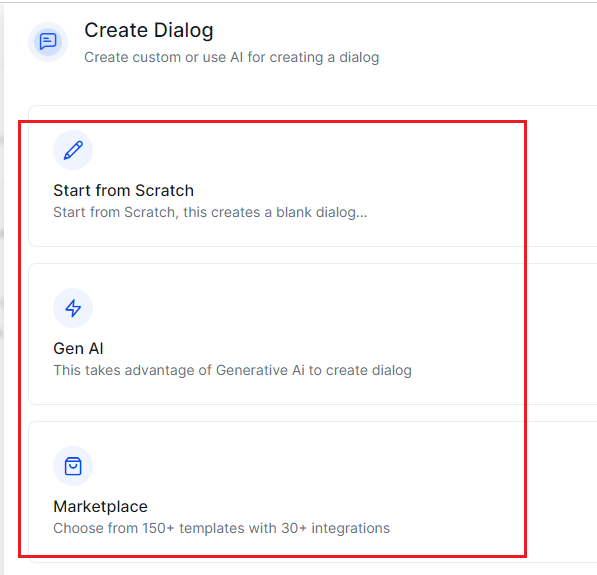 Create Dialog
Create custom or use AI for creating a dialog
Start from Scratch
Start from Scratch, this creates a blank dialog...
Gen AI
This takes advantage of Generative Ai to create dialog
Marketplace
Choose from 150+ templates with 30+ integrations